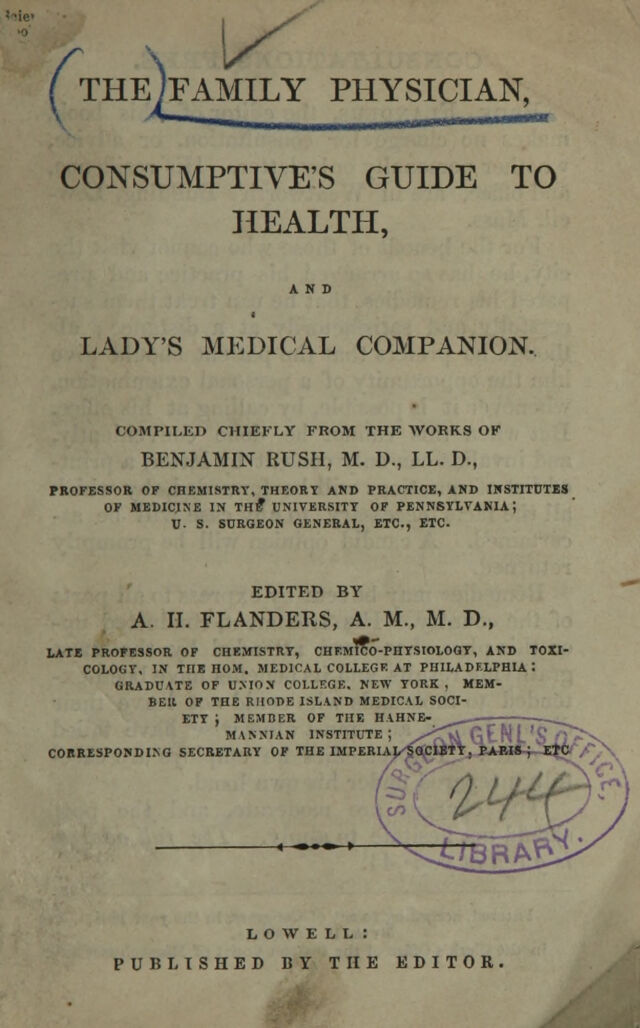 THE FAMILY PHYSICIAN,
CONSUMPTIVE'S GUIDE TO
HEALTH,
AND
LADY'S MEDICAL COMPANION.
COMPILED CHIEFLY FROM THE WORKS OF
BENJAMIN RUSH, M. D., LL. D.,
PROFESSOR OF CHEMISTRY, THEORY AND PRACTICE, AND INSTITUTES
OF MEDICINE IN THE UNIVERSITY OF PENNSYLVANIA;
U. S. SURGEON GENERAL, ETC., ETC.
EDITED BY
A. H. FLANDERS, A. M., M. D.,
LATE PROFESSOR OF CHEMISTRY, CHEMICO-PHYSIOLOGY, AND TOXI-
COLOGY, IN THE HOM. MEDICAL COLLEGE AT PHILADELPHIA:
GRADUATE OF UNION COLLEGE, NEW YORK, MEM-
BER OF THE RHODE ISLAND MEDICAL SOCI-
ETY; MEMBER OF THE HAHNE-
MANNIAN INSTITUTE;
CORRESPONDING SECRETARY OF THE IMPERIAL SOCIETY, PARIS; ETC
SURGEON GENL'S OFFICE,
244
LIBRARY.
LOWELL:
PUBLISHED BY THE EDITOR.